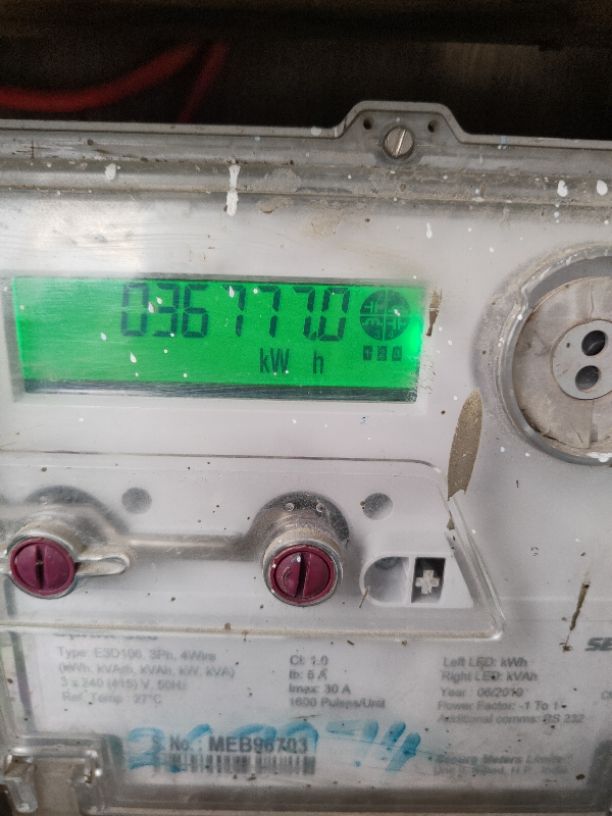 036777.0
kW h
SE
Type: E3D106, 3Ph, 4Wire
(kWh, kVArh, kVAh, kW, kVA)
3 x 240 (415) V, 50Hz
Ref. Temp : 27°C
Cl: 1.0
Ib: 5 A
Imax: 30 A
1600 Pulses/Unit
Left LED: kWh
Right LED: kVAh
Year : 06/2010
Power Factor: -1 To 1
Additional comms: RS 232
S.No.: MEB96703
Secure Meters Limited